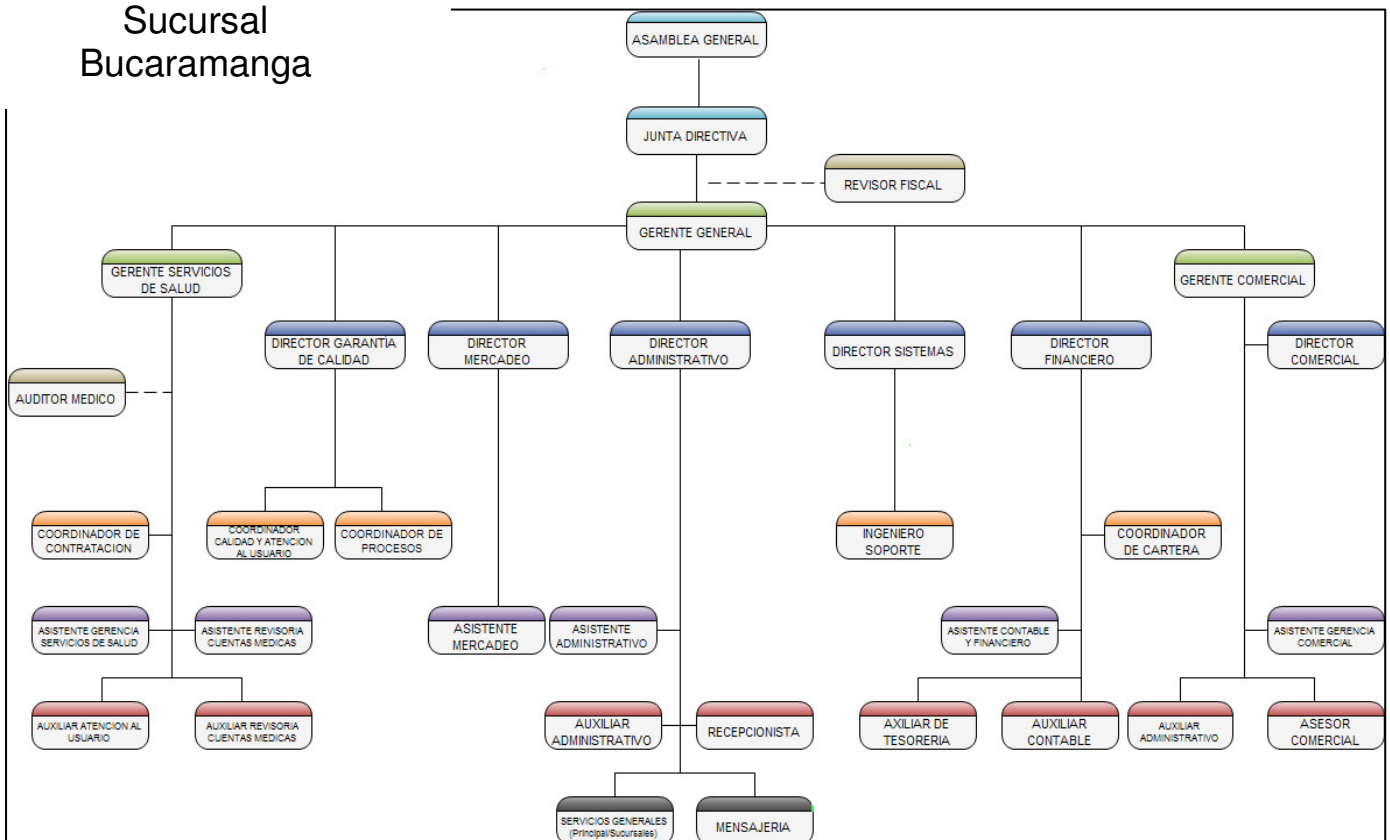 Sucursal
Bucaramanga
ASAMBLEA GENERAL
JUNTA DIRECTIVA
REVISOR FISCAL
GERENTE GENERAL
GERENTE SERVICIOS
DE SALUD
GERENTE COMERCIAL
DIRECTOR GARANTÍA
DE CALIDAD
DIRECTOR
MERCADEO
DIRECTOR
ADMINISTRATIVO
DIRECTOR SISTEMAS
DIRECTOR
FINANCIERO
DIRECTOR
COMERCIAL
AUDITOR MEDICO
COORDINADOR DE
CONTRATACION
COORDINADOR
CALIDAD Y ATENCION
AL USUARIO
COORDINADOR DE
PROCESOS
INGENIERO
SOPORTE
COORDINADOR
DE CARTERA
ASISTENTE GERENCIA
SERVICIOS DE SALUD
ASISTENTE REVISORIA
CUENTAS MEDICAS
ASISTENTE
MERCADEO
ASISTENTE
ADMINISTRATIVO
ASISTENTE CONTABLE
Y FINANCIERO
ASISTENTE GERENCIA
COMERCIAL
AUXILIAR ATENCION AL
USUARIO
AUXILIAR REVISORIA
CUENTAS MEDICAS
AUXILIAR
ADMINISTRATIVO
RECEPCIONISTA
AXILIAR DE
TESORERIA
AUXILIAR
CONTABLE
AUXILIAR
ADMINISTRATIVO
ASESOR
COMERCIAL
SERVICIOS GENERALES
(Principal/Sucursales)
MENSAJERIA